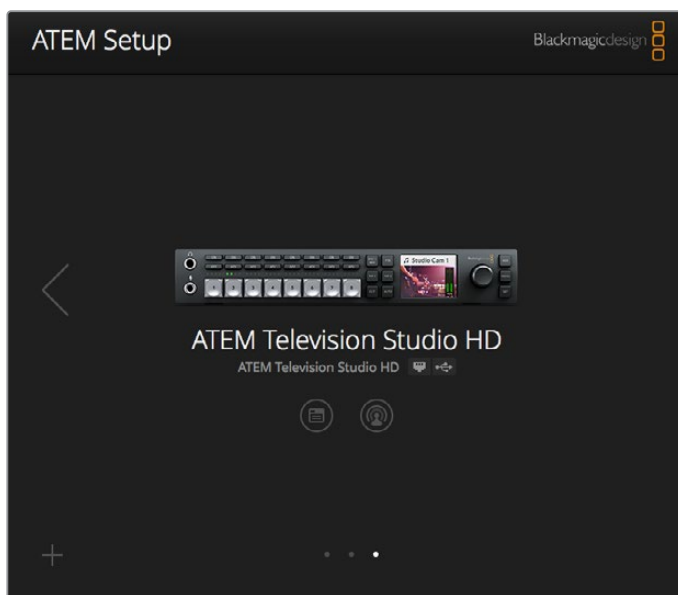 ATEM Setup
Blackmagicdesign
Studio Cam 1
ATEM Television Studio HD
ATEM Television Studio HD